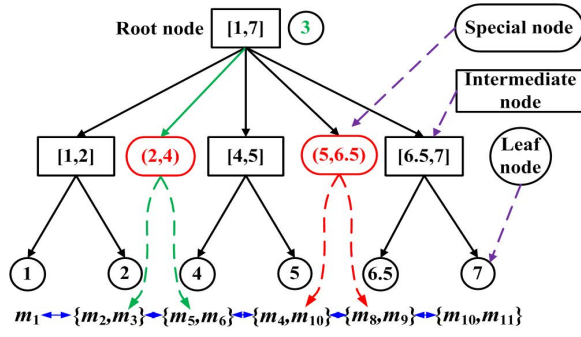 Root node [1,7] 3 Special node
Intermediate node
[1,2] (2,4) [4,5] (5,6.5) [6.5,7] Leaf node
1 2 4 5 6.5 7
m₁ {m₂,m₃} {m₅,m₆} {m₄,m₁₀} {m₈,m₉} {m₁₀,m₁₁}